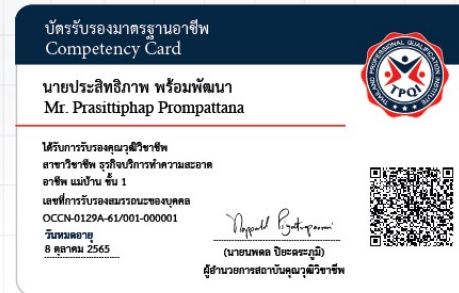 บัตรรับรองมาตรฐานอาชีพ
Competency Card
นายประสิทธิภาพ พร้อมพัฒนา
Mr. Prasittiphap Prompattana
ได้รับการรับรองคุณวุฒิวิชาชีพ
สาขาวิชาชีพ ธุรกิจบริการทำความสะอาด
อาชีพ แม่บ้าน ชั้น 1
เลขที่การรับรองสมรรถนะของบุคคล
OCCN-0129A-61/001-000001
วันหมดอายุ
8 ตุลาคม 2565
(นายนพดล ปิยะตระภูมิ)
ผู้อำนวยการสถาบันคุณวุฒิวิชาชีพ
THAILAND PROFESSIONAL QUALIFICATION INSTITUTE
TPQI